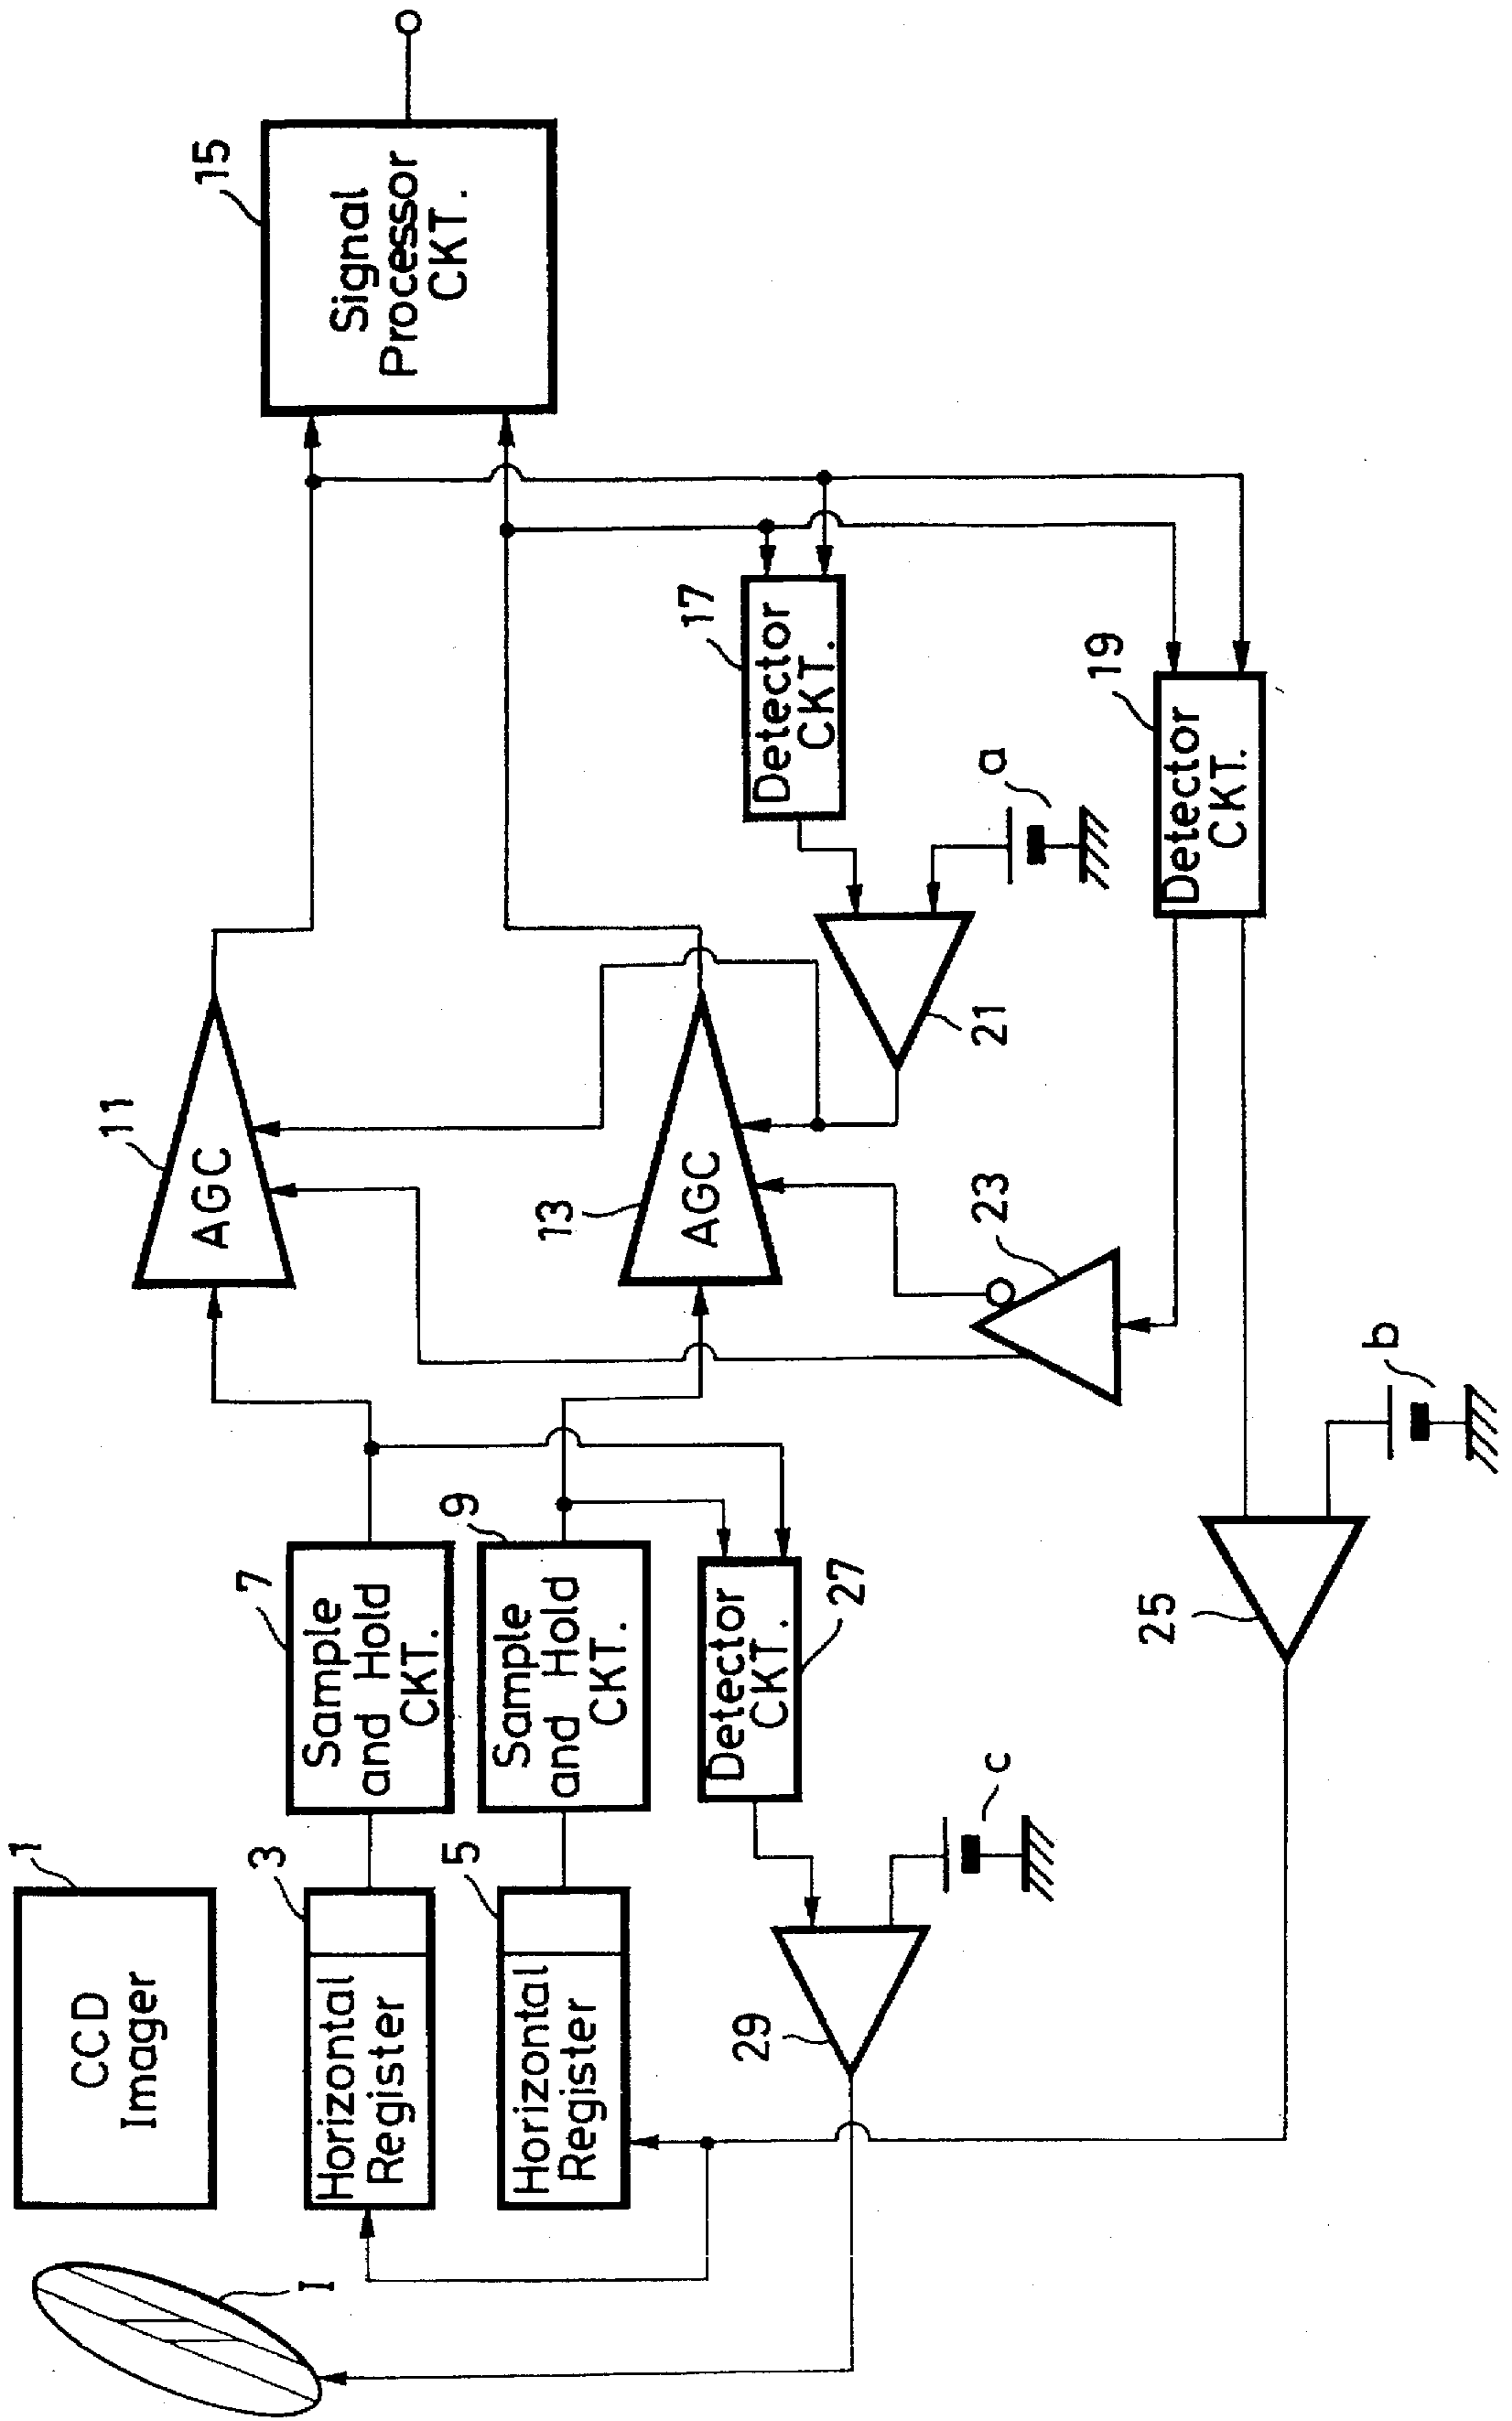 1
CCD
Imager
I
3
Horizontal
Register
5
Horizontal
Register
7
Sample
and Hold
CKT.
9
Sample
and Hold
CKT.
11
AGC
13
AGC
15
Signal
Processor
CKT.
17
Detector
CKT.
27
Detector
CKT.
29
c
21
a
23
19
Detector
CKT.
25
b